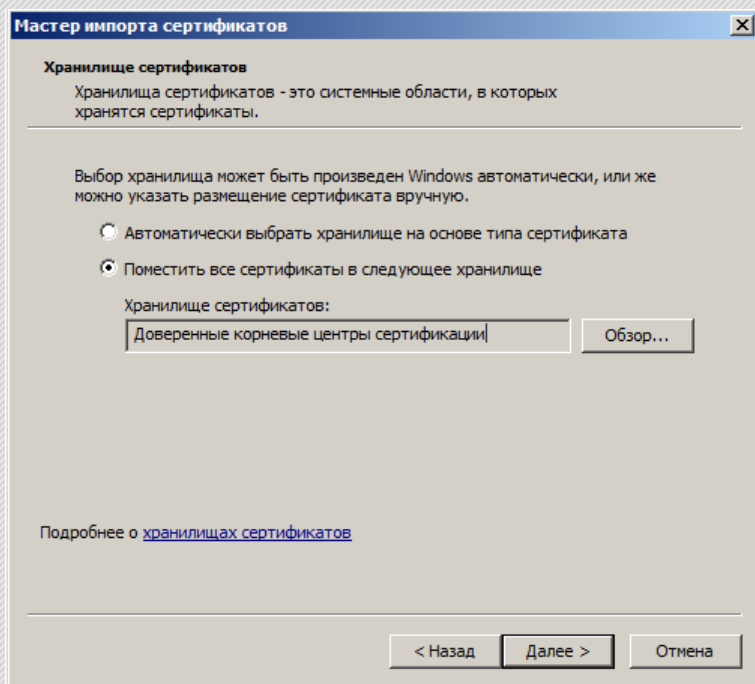 Мастер импорта сертификатов
Хранилище сертификатов
Хранилища сертификатов - это системные области, в которых
хранятся сертификаты.
Выбор хранилища может быть произведен Windows автоматически, или же
можно указать размещение сертификата вручную.
Автоматически выбрать хранилище на основе типа сертификата
Поместить все сертификаты в следующее хранилище
Хранилище сертификатов:
Доверенные корневые центры сертификации
Обзор...
Подробнее о хранилищах сертификатов
< Назад
Далее >
Отмена